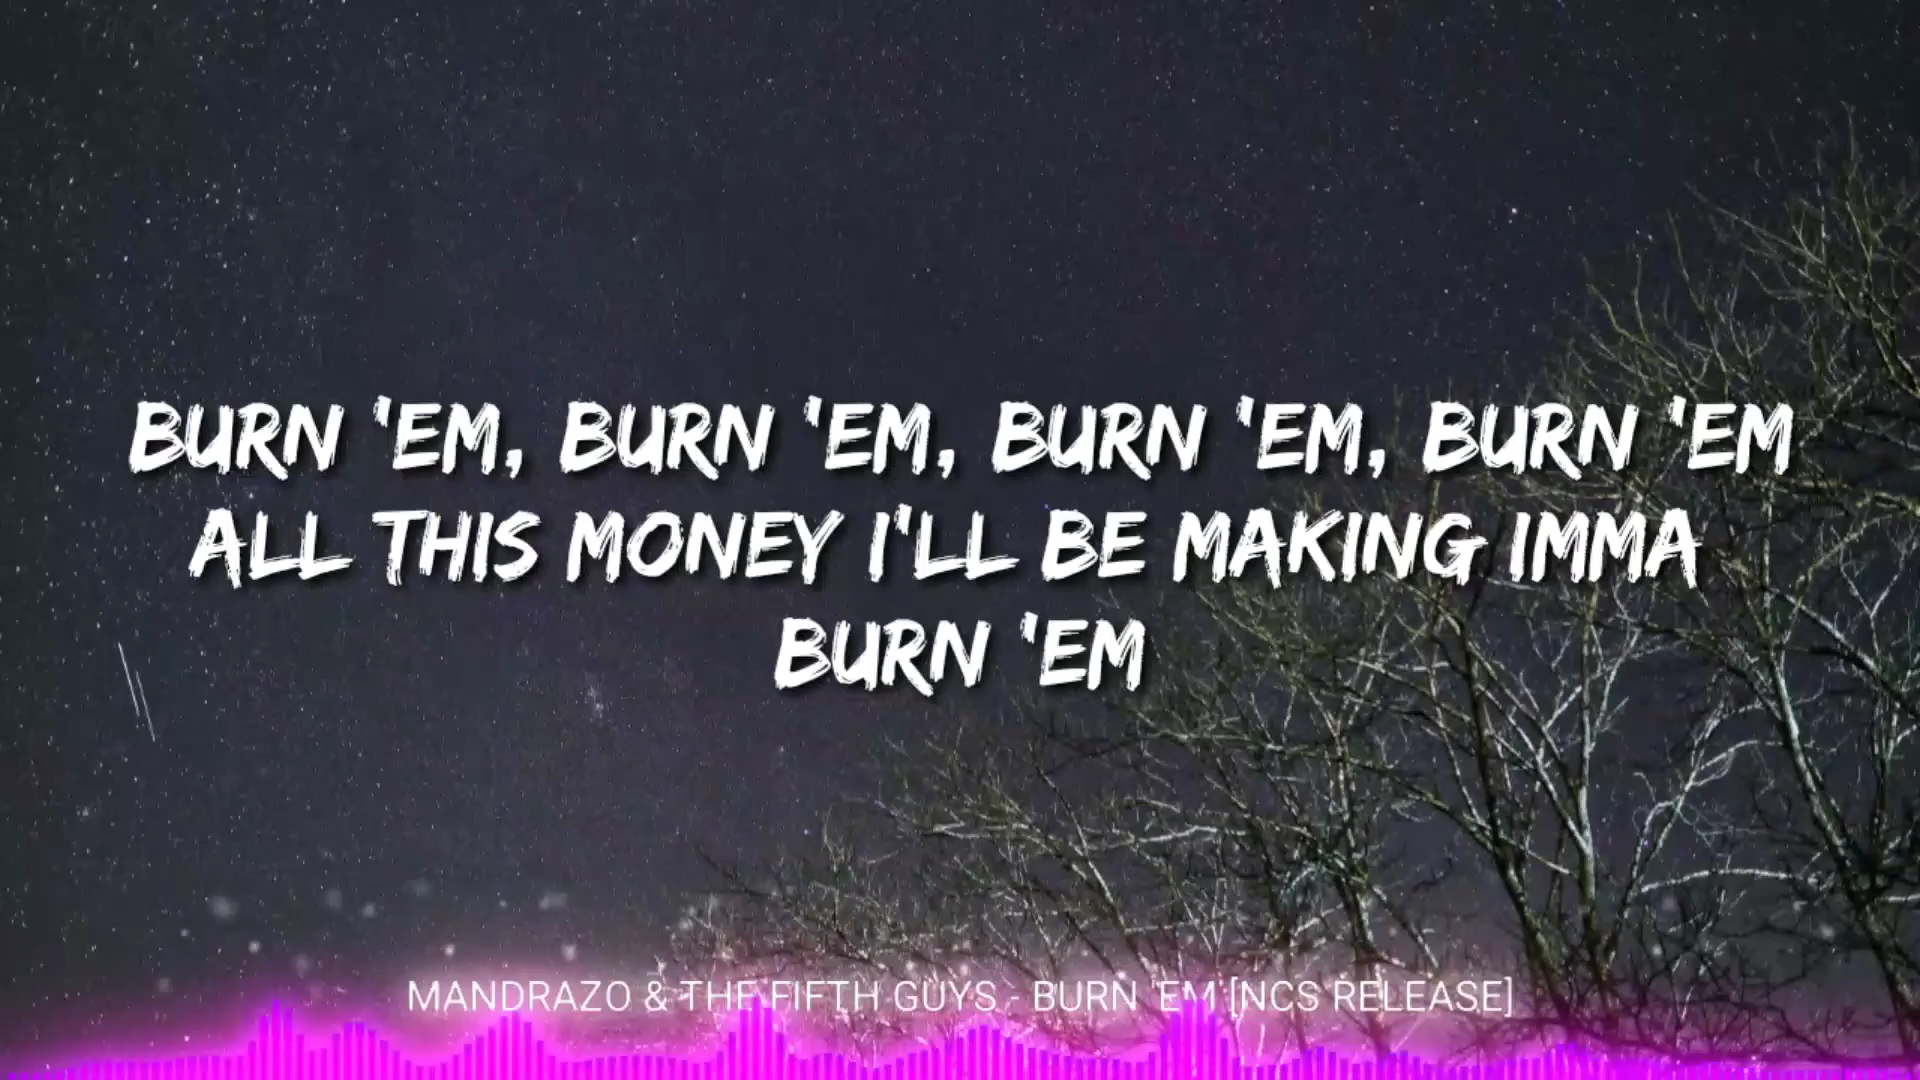 BURN 'EM, BURN 'EM, BURN 'EM, BURN 'EM
ALL THIS MONEY I'LL BE MAKING IMMA
BURN 'EM
MANDRAZO & THE FIFTH GUYS - BURN 'EM [NCS RELEASE]